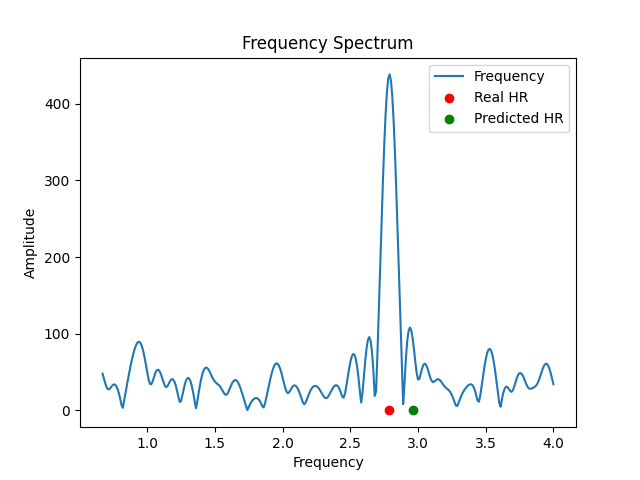 Frequency Spectrum
Frequency
Real HR
Predicted HR
400
300
200
100
0
Amplitude
1.0 1.5 2.0 2.5 3.0 3.5 4.0
Frequency